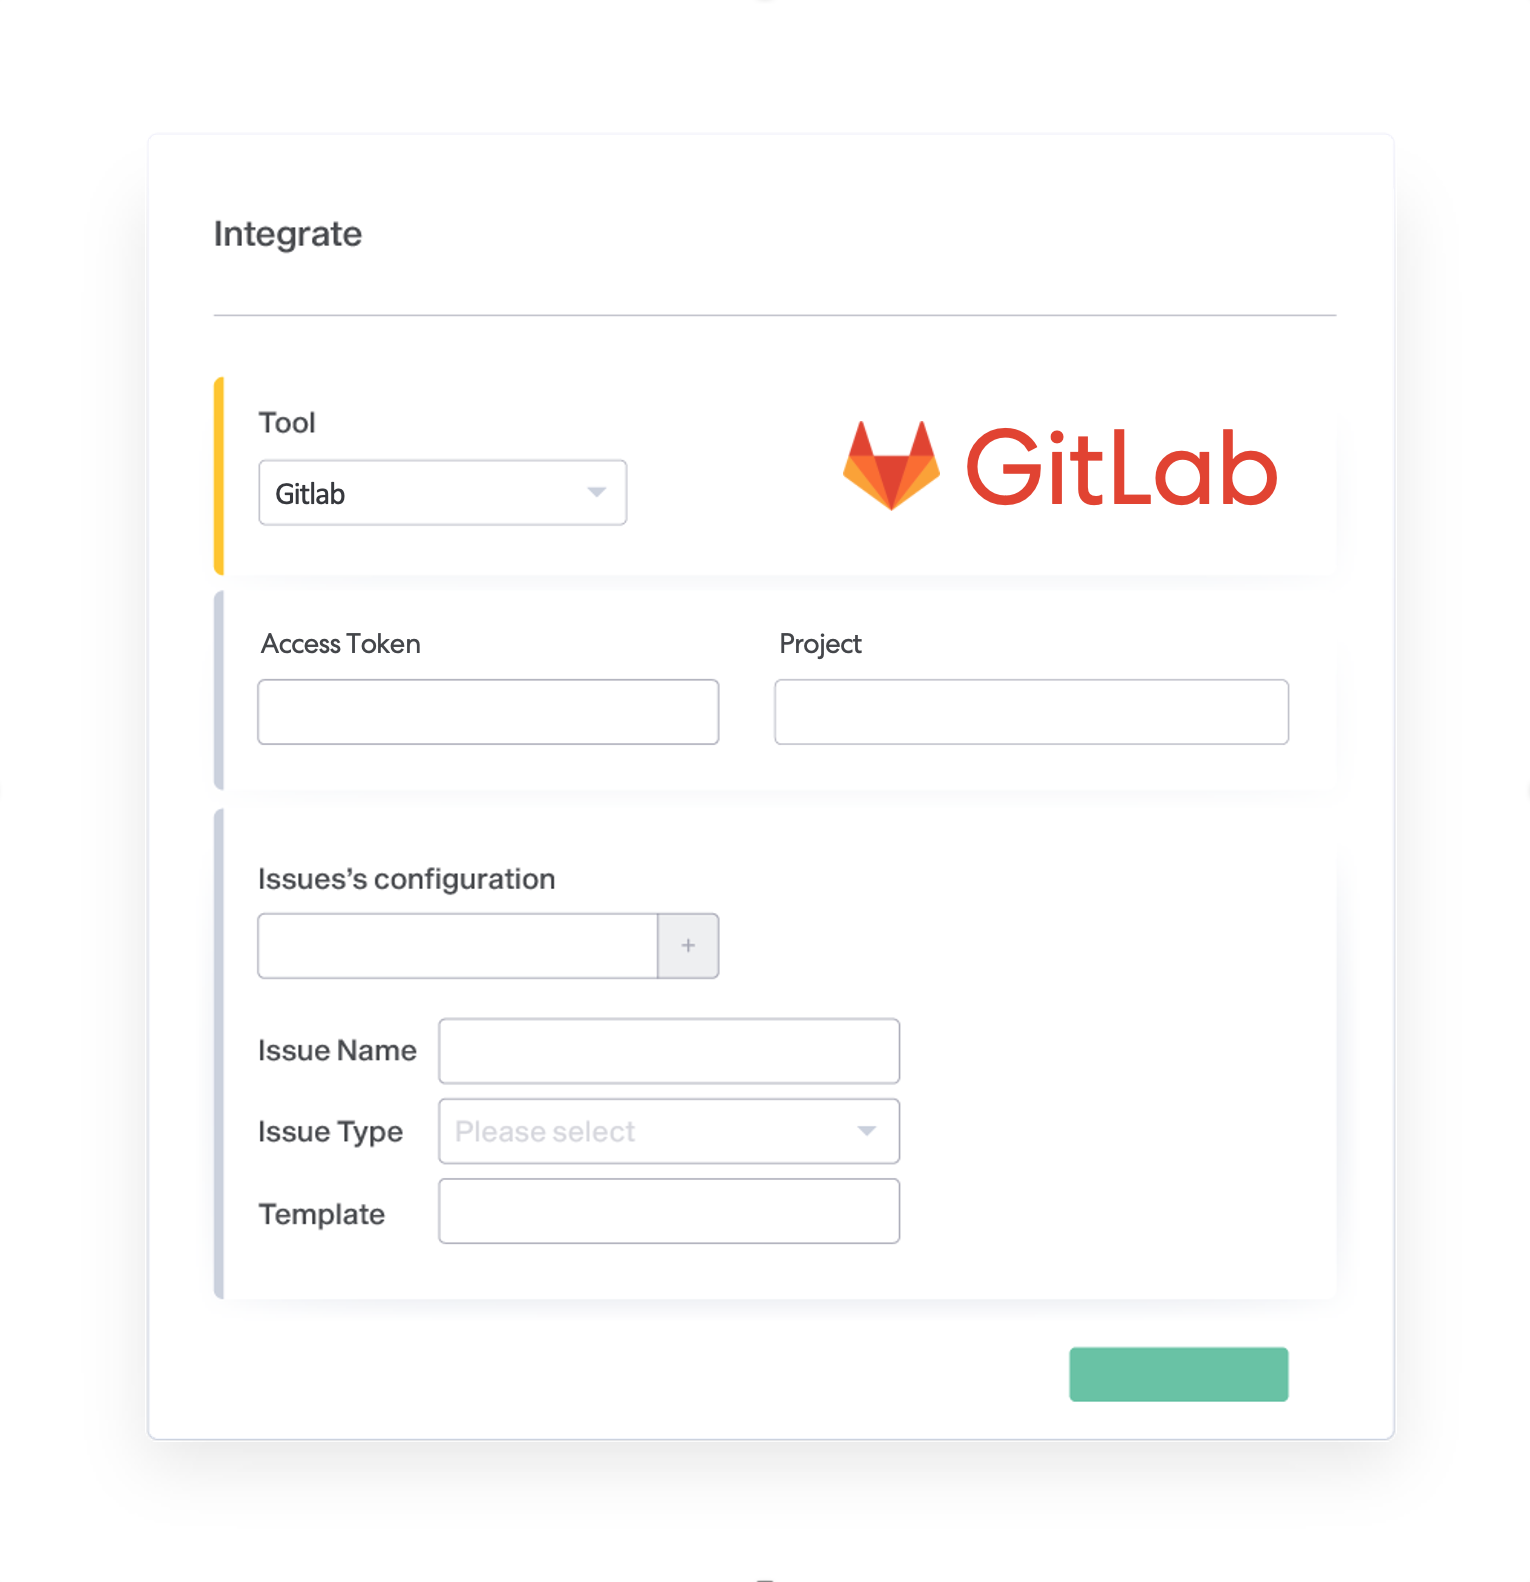 Integrate
Tool
Gitlab
GitLab
Access Token
Project
Issues’s configuration
+
Issue Name
Issue Type
Please select
Template